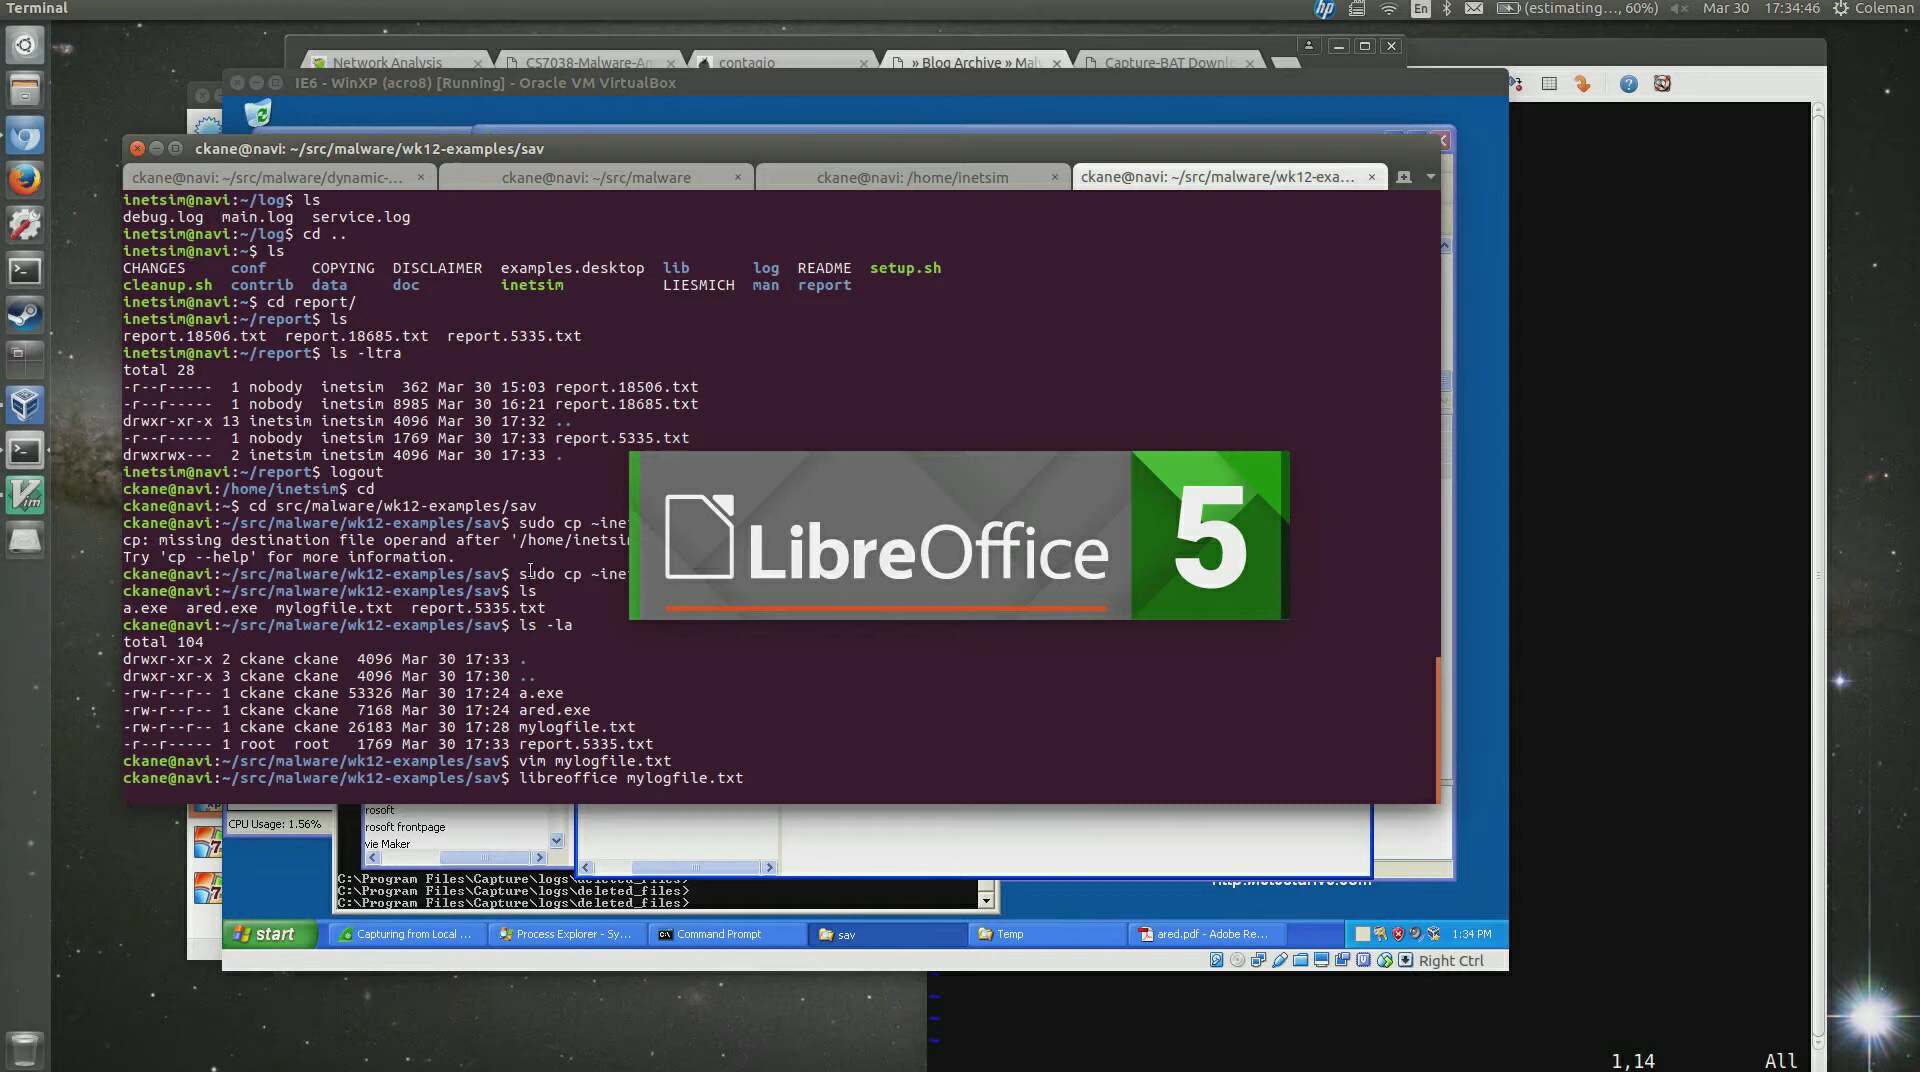 Terminal
En
(estimating..., 60%)
Mar 30
17:34:46
Coleman
Network Analysis
CS7038-Malware-An
contagio
» Blog Archive » Mal
Capture-BAT Downl
IE6 - WinXP (acro8) [Running] - Oracle VM VirtualBox
ckane@navi: ~/src/malware/wk12-examples/sav
ckane@navi: ~/src/malware/dynamic-...
ckane@navi: ~/src/malware
ckane@navi: /home/inetsim
ckane@navi: ~/src/malware/wk12-exa...
inetsim@navi:~/log$ ls
debug.log  main.log  service.log
inetsim@navi:~/log$ cd ..
inetsim@navi:~$ ls
CHANGES     conf     COPYING  DISCLAIMER  examples.desktop  lib       log  README  setup.sh
cleanup.sh  contrib  data     doc         inetsim           LIESMICH  man  report
inetsim@navi:~$ cd report/
inetsim@navi:~/report$ ls
report.18506.txt  report.18685.txt  report.5335.txt
inetsim@navi:~/report$ ls -ltra
total 28
-r--r-----  1 nobody  inetsim  362 Mar 30 15:03 report.18506.txt
-r--r-----  1 nobody  inetsim 8985 Mar 30 16:21 report.18685.txt
drwxr-xr-x 13 inetsim inetsim 4096 Mar 30 17:32 ..
-r--r-----  1 nobody  inetsim 1769 Mar 30 17:33 report.5335.txt
drwxrwx---  2 inetsim inetsim 4096 Mar 30 17:33 .
inetsim@navi:~/report$ logout
ckane@navi:/home/inetsim$ cd
ckane@navi:~$ cd src/malware/wk12-examples/sav
ckane@navi:~/src/malware/wk12-examples/sav$ sudo cp ~ine
cp: missing destination file operand after '/home/inetsi
Try 'cp --help' for more information.
ckane@navi:~/src/malware/wk12-examples/sav$ sudo cp ~ine
ckane@navi:~/src/malware/wk12-examples/sav$ ls
a.exe  ared.exe  mylogfile.txt  report.5335.txt
ckane@navi:~/src/malware/wk12-examples/sav$ ls -la
total 104
drwxr-xr-x 2 ckane ckane  4096 Mar 30 17:33 .
drwxr-xr-x 3 ckane ckane  4096 Mar 30 17:30 ..
-rw-r--r-- 1 ckane ckane 53326 Mar 30 17:24 a.exe
-rw-r--r-- 1 ckane ckane  7168 Mar 30 17:24 ared.exe
-rw-r--r-- 1 ckane ckane 26183 Mar 30 17:28 mylogfile.txt
-r--r----- 1 root  root   1769 Mar 30 17:33 report.5335.txt
ckane@navi:~/src/malware/wk12-examples/sav$ vim mylogfile.txt
ckane@navi:~/src/malware/wk12-examples/sav$ libreoffice mylogfile.txt
LibreOffice 5
CPU Usage: 1.56%
rosoft
rosoft frontpage
vie Maker
C:\Program Files\Capture\logs\deleted_files>
C:\Program Files\Capture\logs\deleted_files>
C:\Program Files\Capture\logs\deleted_files>
start
Capturing from Local ...
Process Explorer - Sy...
Command Prompt
sav
Temp
ared.pdf - Adobe Re...
1:34 PM
Right Ctrl
~
~
~
1,14
All